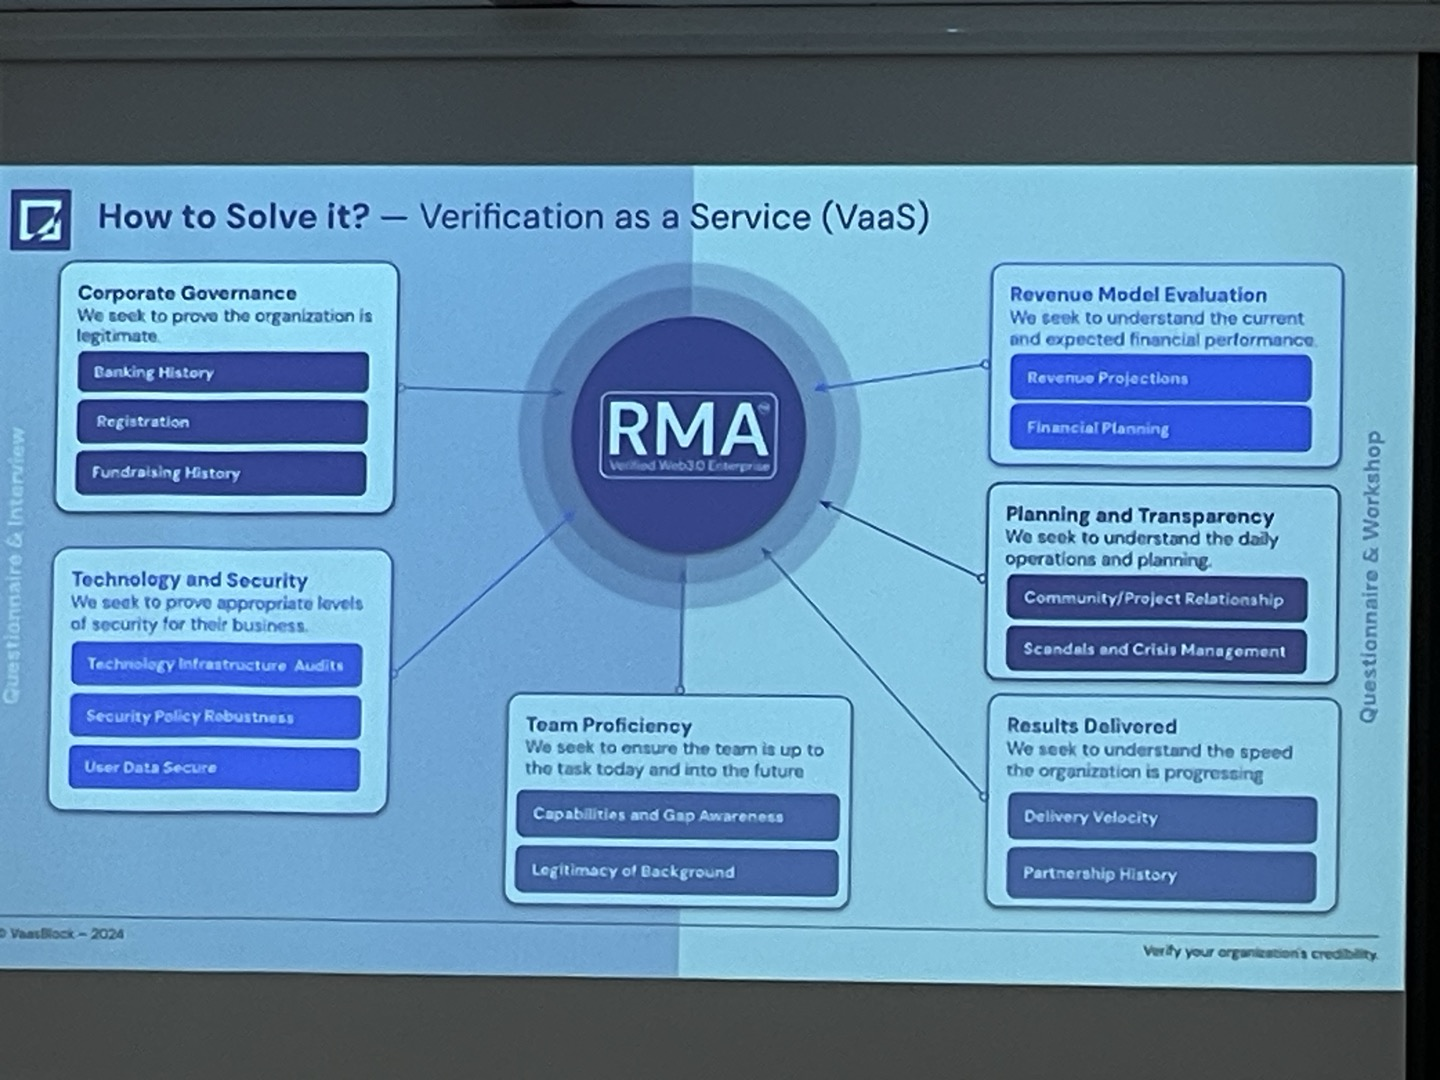 How to Solve it? — Verification as a Service (VaaS)
Questionnaire & Interview
Corporate Governance
We seek to prove the organization is
legitimate.
Banking History
Registration
Fundraising History
Technology and Security
We seek to prove appropriate levels
of security for their business.
Technology Infrastructure Audits
Security Policy Robustness
User Data Secure
RMA™
Verified Web3.0 Enterprise
Team Proficiency
We seek to ensure the team is up to
the task today and into the future
Capabilities and Gap Awareness
Legitimacy of Background
Revenue Model Evaluation
We seek to understand the current
and expected financial performance.
Revenue Projections
Financial Planning
Planning and Transparency
We seek to understand the daily
operations and planning.
Community/Project Relationship
Scandals and Crisis Management
Results Delivered
We seek to understand the speed
the organization is progressing
Delivery Velocity
Partnership History
Questionnaire & Workshop
© VaasBlock – 2024
Verify your organization's credibility.